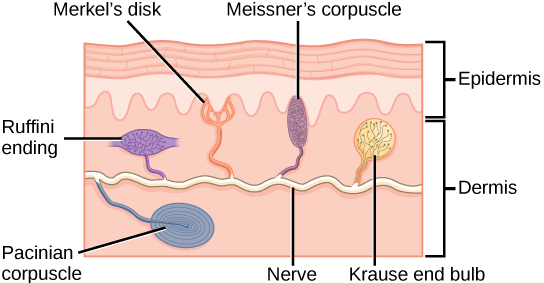 Merkel's disk
Meissner's corpuscle
Epidermis
Ruffini
ending
Dermis
Pacinian
corpuscle
Nerve
Krause end bulb